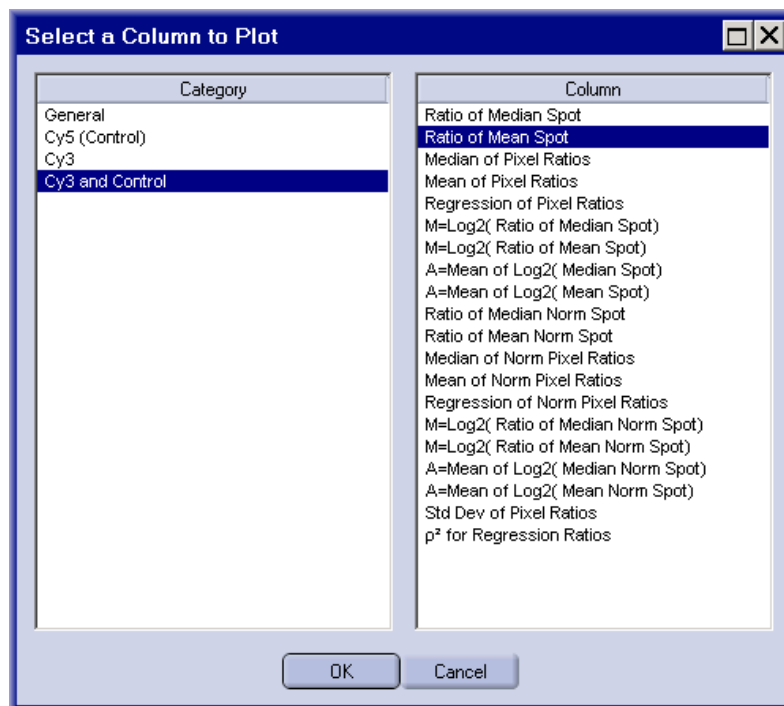 Select a Column to Plot
Category
General
Cy5 (Control)
Cy3
Cy3 and Control
Column
Ratio of Median Spot
Ratio of Mean Spot
Median of Pixel Ratios
Mean of Pixel Ratios
Regression of Pixel Ratios
M=Log2( Ratio of Median Spot)
M=Log2( Ratio of Mean Spot)
A=Mean of Log2( Median Spot)
A=Mean of Log2( Mean Spot)
Ratio of Median Norm Spot
Ratio of Mean Norm Spot
Median of Norm Pixel Ratios
Mean of Norm Pixel Ratios
Regression of Norm Pixel Ratios
M=Log2( Ratio of Median Norm Spot)
M=Log2( Ratio of Mean Norm Spot)
A=Mean of Log2( Median Norm Spot)
A=Mean of Log2( Mean Norm Spot)
Std Dev of Pixel Ratios
ρ² for Regression Ratios
OK
Cancel